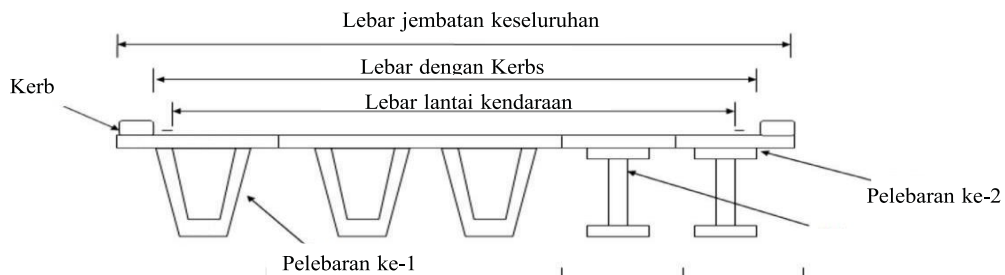 Lebar jembatan keseluruhan
Lebar dengan Kerbs
Kerb
Lebar lantai kendaraan
Pelebaran ke-2
Pelebaran ke-1